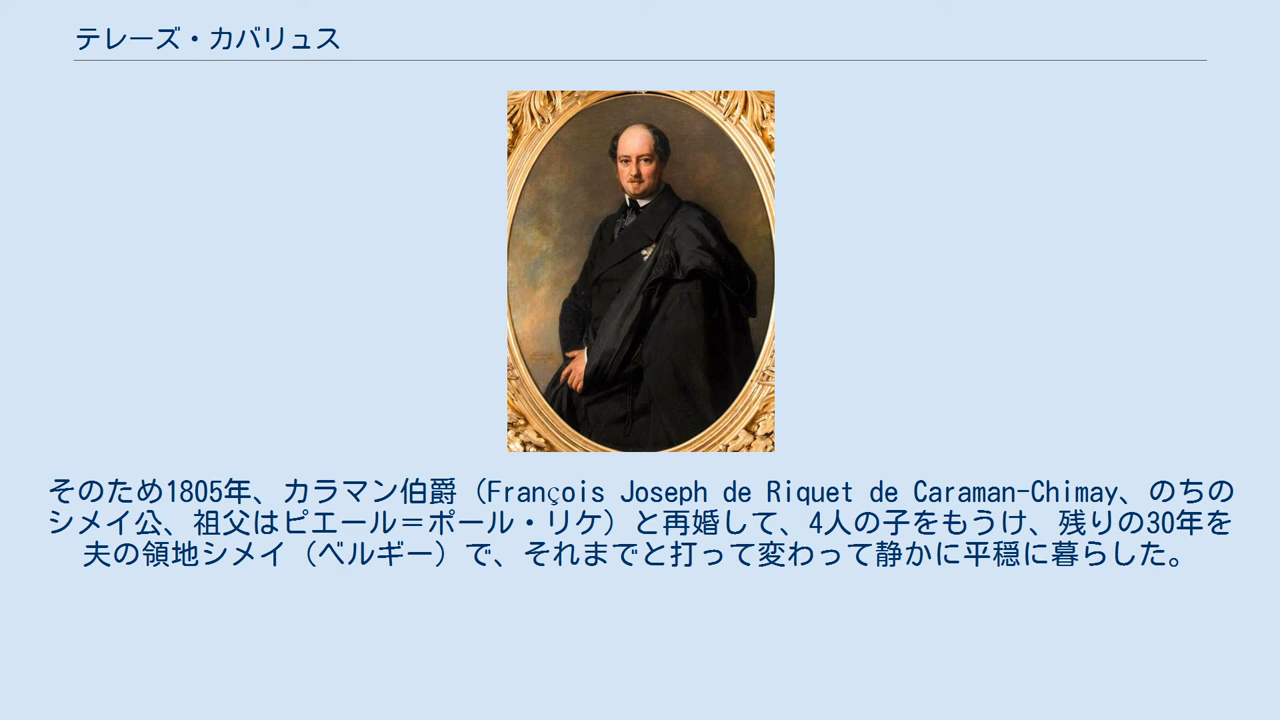 テレーズ・カバリュス
そのため1805年、カラマン伯爵（François Joseph de Riquet de Caraman-Chimay、のちの
シメイ公、祖父はピエール＝ポール・リケ）と再婚して、4人の子をもうけ、残りの30年を
夫の領地シメイ（ベルギー）で、それまでと打って変わって静かに平穏に暮らした。